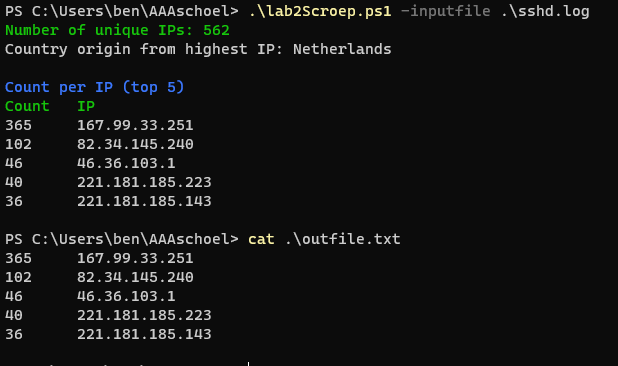 PS C:\Users\ben\AAAschoel> .\lab2Scroep.ps1 -inputfile .\sshd.log
Number of unique IPs: 562
Country origin from highest IP: Netherlands
Count per IP (top 5)
Count IP
365 167.99.33.251
102 82.34.145.240
46 46.36.103.1
40 221.181.185.223
36 221.181.185.143
PS C:\Users\ben\AAAschoel> cat .\outfile.txt
365 167.99.33.251
102 82.34.145.240
46 46.36.103.1
40 221.181.185.223
36 221.181.185.143